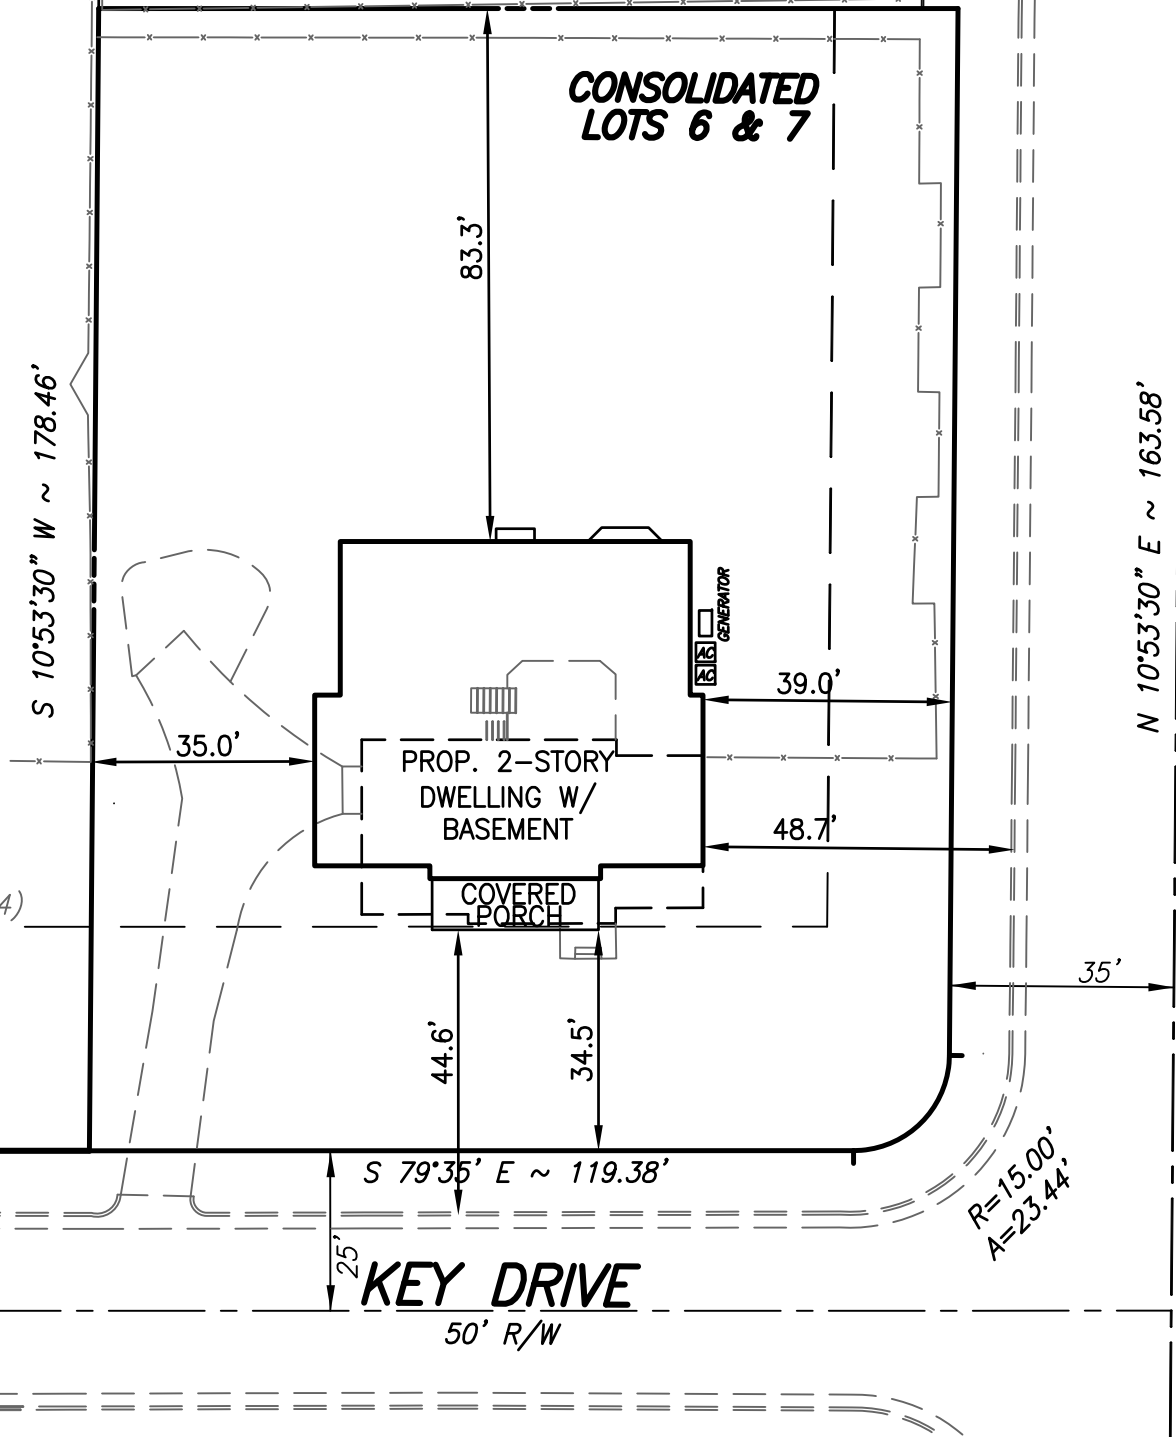 CONSOLIDATED
LOTS 6 & 7
83.3'
S 10°53'30" W ~ 178.46'
N 10°53'30" E ~ 163.58'
GENERATOR
AC
AC
39.0'
35.0'
PROP. 2-STORY
DWELLING W/
BASEMENT
48.7'
COVERED
PORCH
4)
35'
44.6'
34.5'
S 79°35' E ~ 119.38'
R=15.00'
A=23.44'
25'
KEY DRIVE
50' R/W